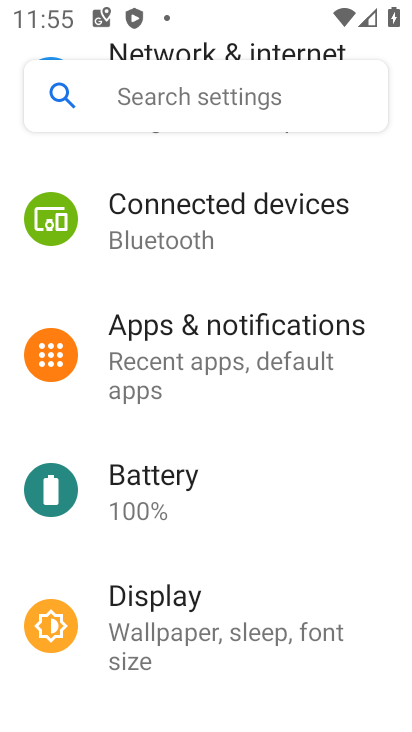 11:55
Network & internet
Search settings
Connected devices
Bluetooth
Apps & notifications
Recent apps, default
apps
Battery
100%
Display
Wallpaper, sleep, font
size